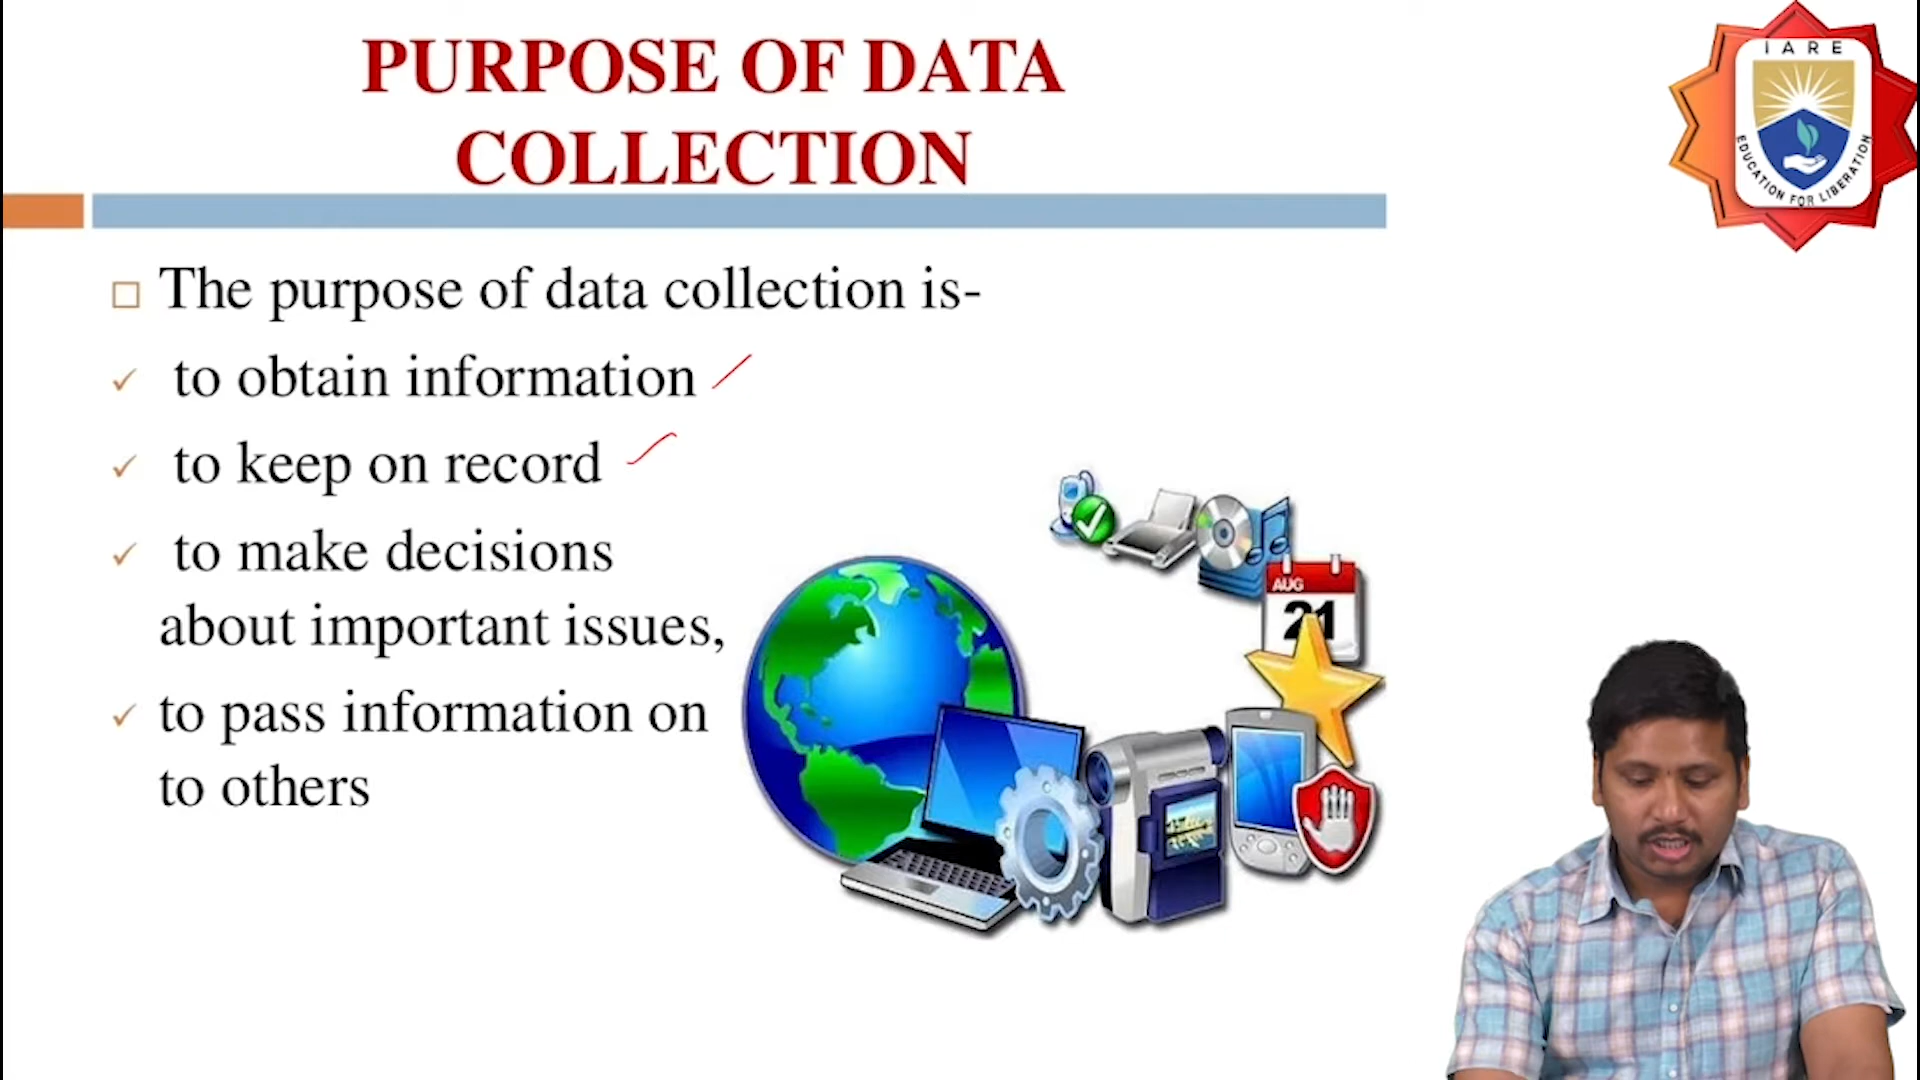 PURPOSE OF DATA
COLLECTION
IARE
EDUCATION FOR LIBERATION
The purpose of data collection is-
to obtain information
to keep on record
to make decisions
about important issues,
to pass information on
to others
AUG
21